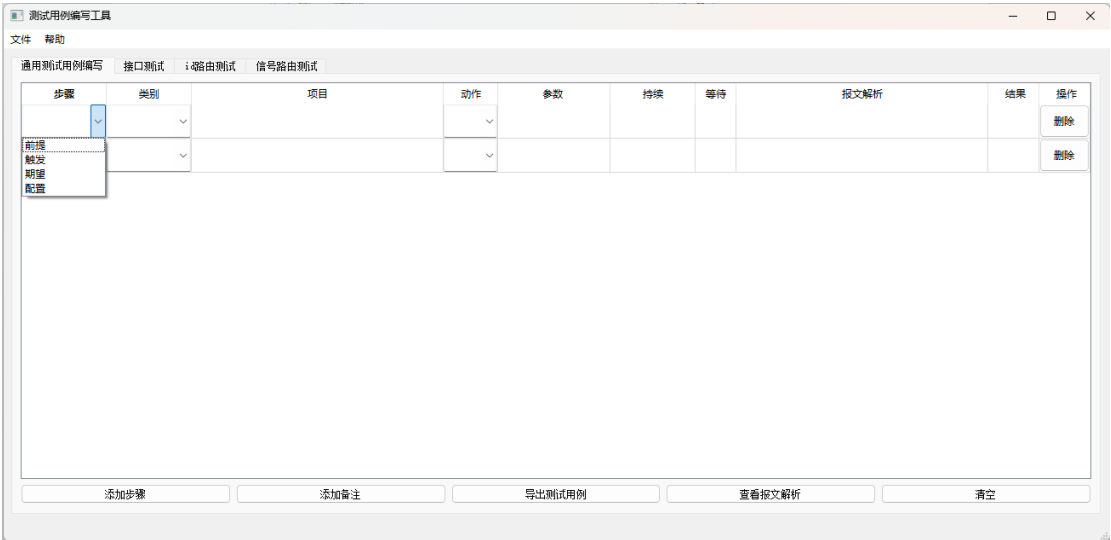 测试用例编写工具
文件 帮助
通用测试用例编写 接口测试 id路由测试 信号路由测试
步骤 类别 项目 动作 参数 持续 等待 报文解析 结果 操作
删除
前提
触发
期望
配置
删除
添加步骤 添加备注 导出测试用例 查看报文解析 清空